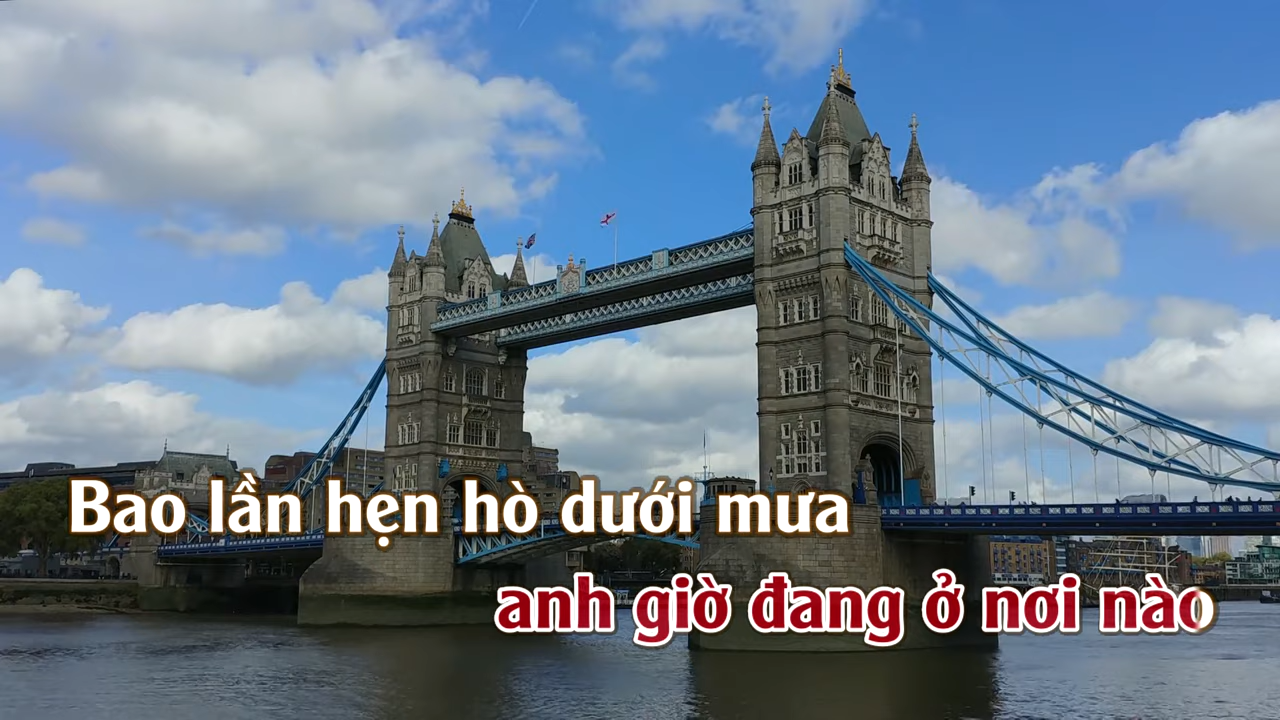 Bao lần hẹn hò dưới mưa
anh giờ đang ở nơi nào